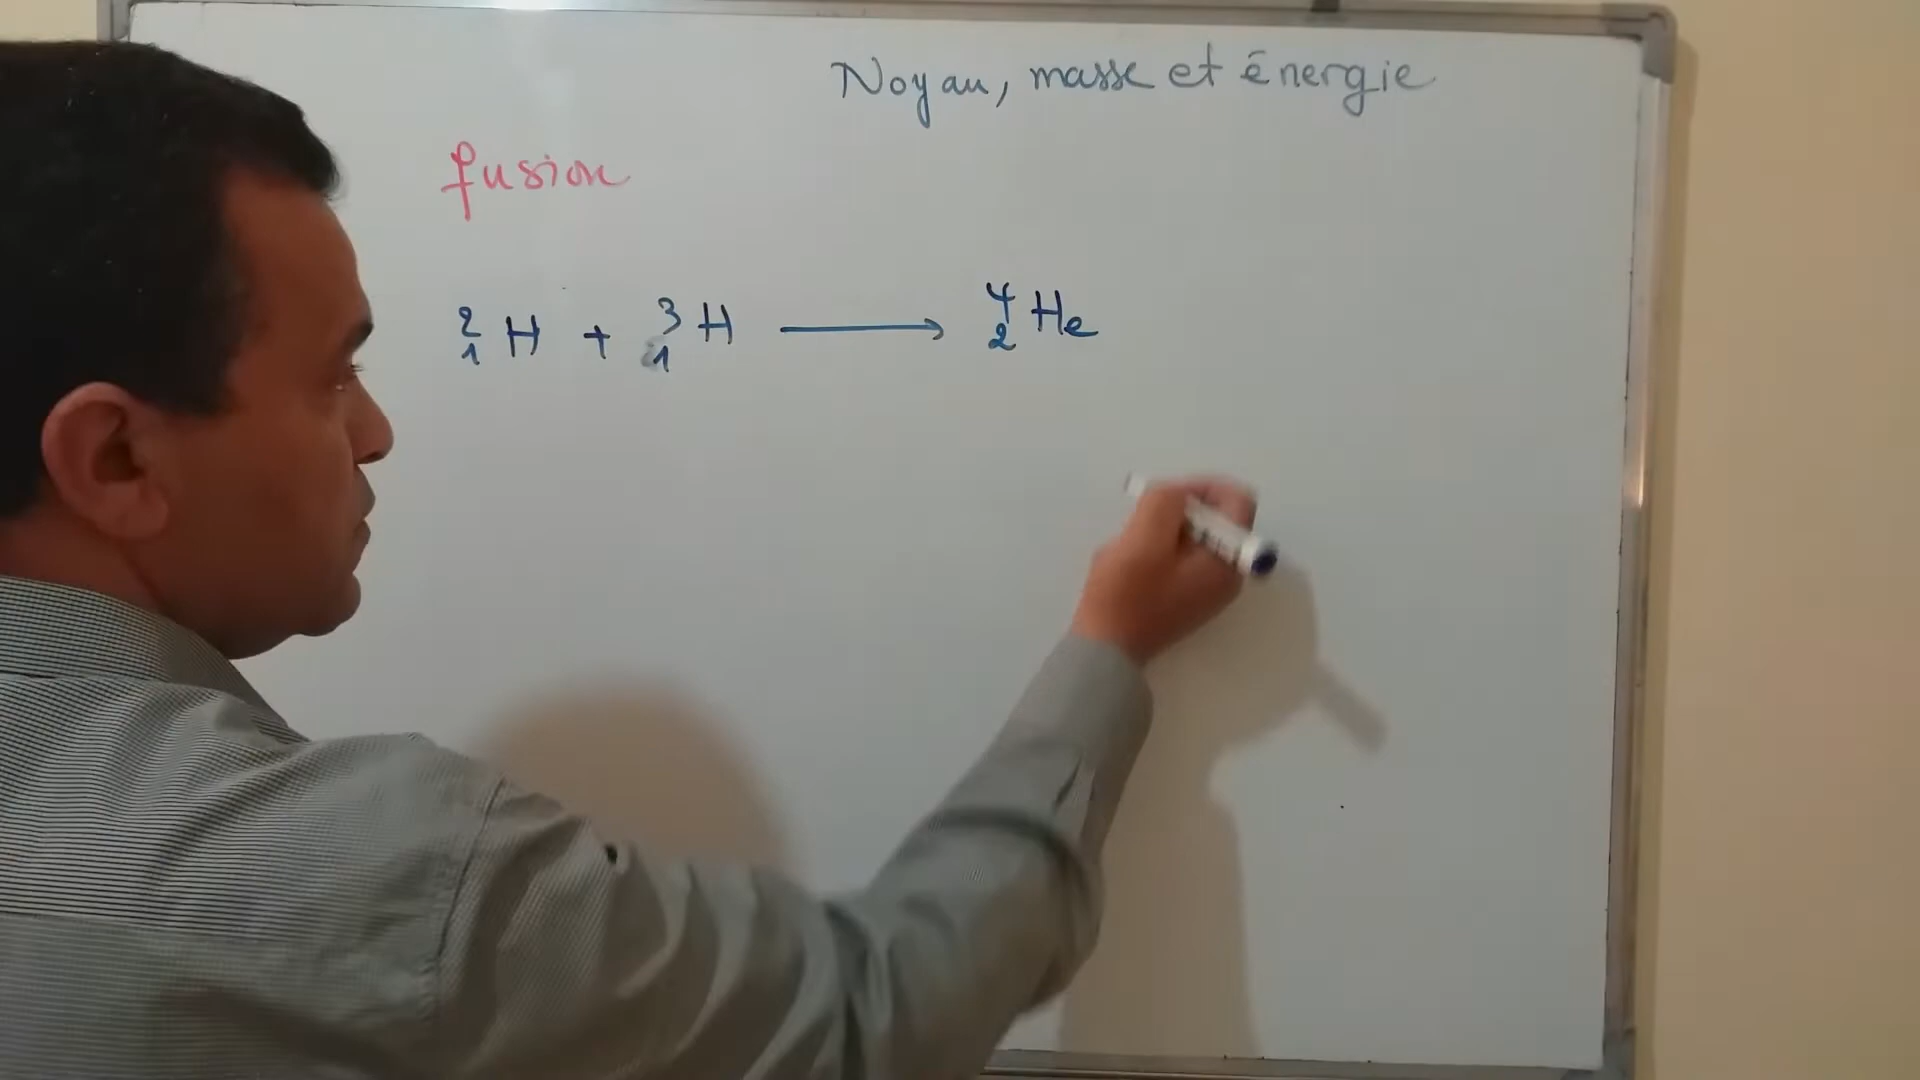 Noyau, masse et énergie
fusion
²₁H + ³₁H ⟶ ⁴₂He